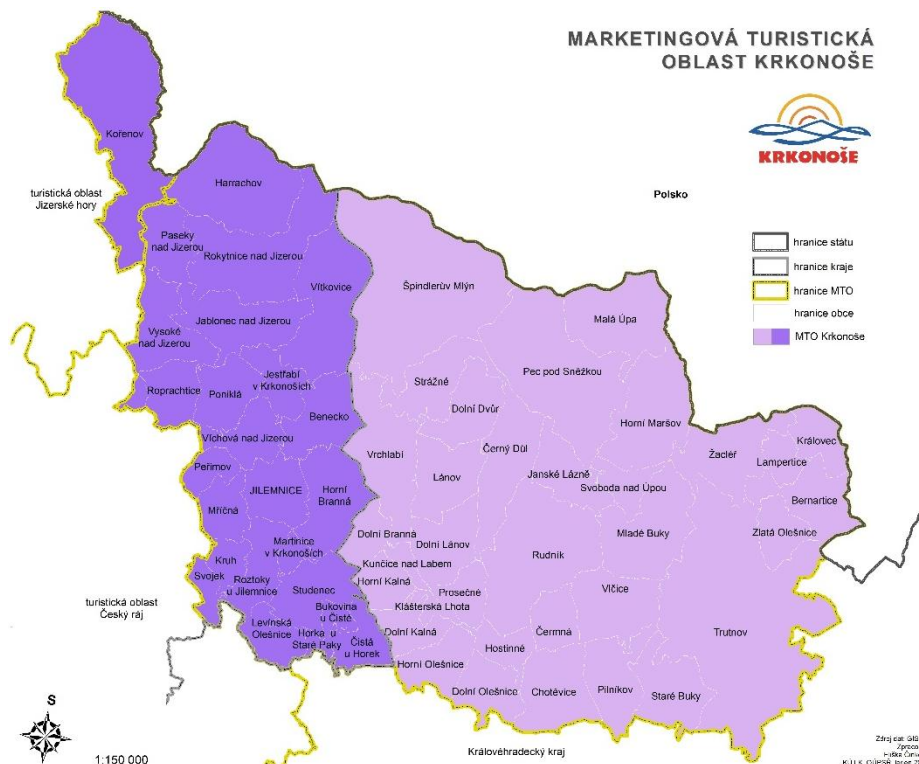 MARKETINGOVÁ TURISTICKÁ
OBLAST KRKONOŠE
KRKONOŠE
Kořenov
turistická oblast
Jizerské hory
Harrachov
Polsko
Paseky
nad Jizerou
Rokytnice nad Jizerou
Vítkovice
Špindlerův Mlýn
hranice státu
hranice kraje
hranice MTO
hranice obce
MTO Krkonoše
Malá Úpa
Jablonec nad Jizerou
Vysoké
nad Jizerou
Pec pod Sněžkou
Jestřabí
v Krkonoších
Strážné
Roprachtice
Poniklá
Dolní Dvůr
Benecko
Horní Maršov
Víchová nad Jizerou
Černý Důl
Královec
Vrchlabí
Žacléř
Lampertice
Peřimov
Lánov
Janské Lázně
Svoboda nad Úpou
JILEMNICE
Horní
Branná
Bernartice
Mříčná
Mladé Buky
Zlatá Olešnice
Dolní Branná
Martinice
v Krkonoších
Dolní Lánov
Rudník
Kruh
Kunčice nad Labem
Svojek
Roztoky
u Jilemnice
Horní Kalná
Studenec
Prosečné
Vlčice
turistická oblast
Český ráj
Bukovina
u Čisté
Klášterská Lhota
Levínská
Olešnice
Horka u
Staré Paky
Dolní Kalná
Čermná
Trutnov
Čistá
u Horek
Hostinné
Horní Olešnice
Dolní Olešnice
Chotěvice
Pilníkov
Staré Buky
S
Královéhradecký kraj
1:150 000
Zdroj dat: GIS